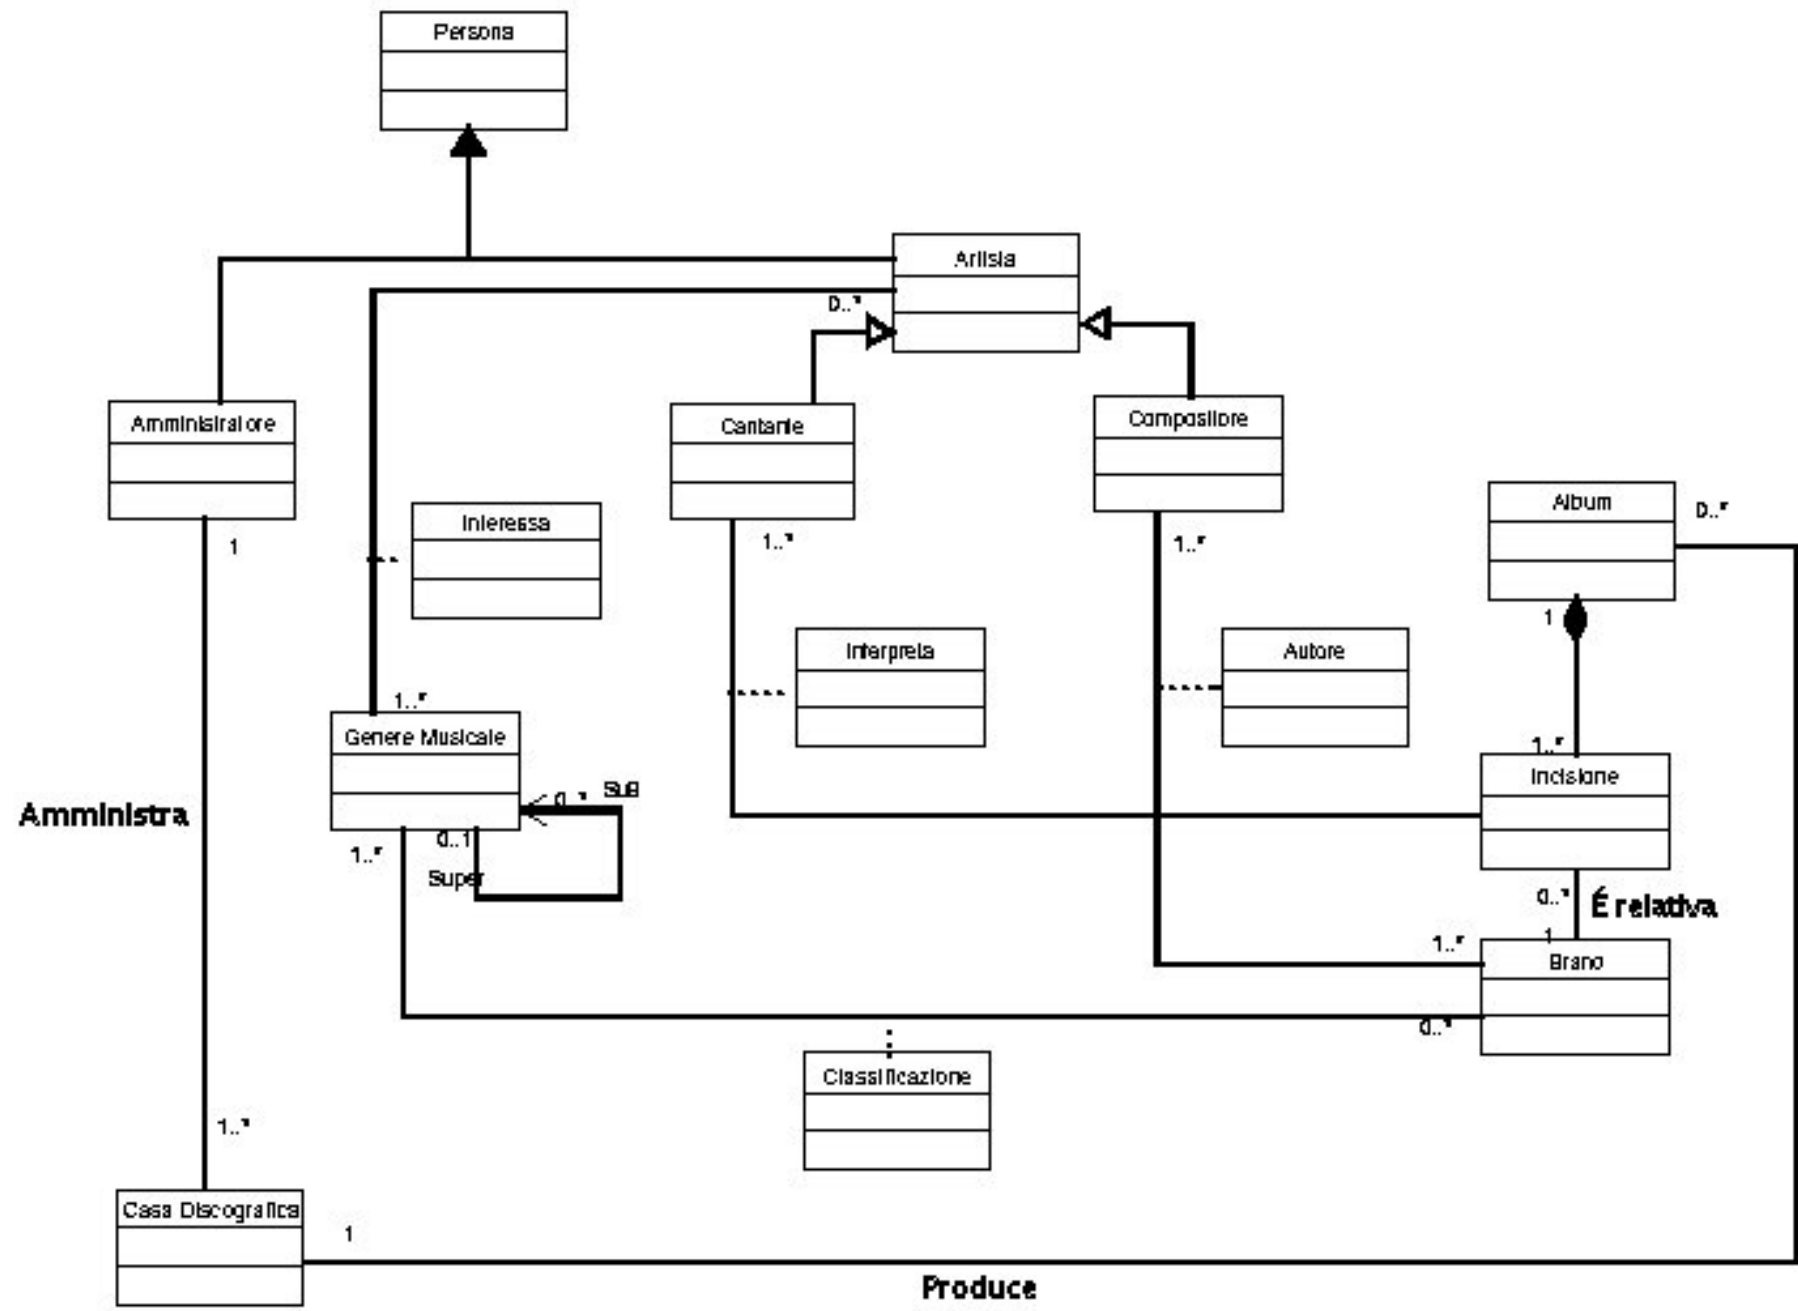 Persona
Artista
0..*
Amministratore
Cantante
Compositore
Album
0..*
Interessa
1
1..*
1..*
1
Interpreta
Autore
1..*
Genere Musicale
1..*
Incisione
0..*
Sub
Amministra
0..1
1..*
Super
0..*
É relativa
1..*
1
Brano
0..*
Classificazione
1..*
Casa Discografica
1
Produce